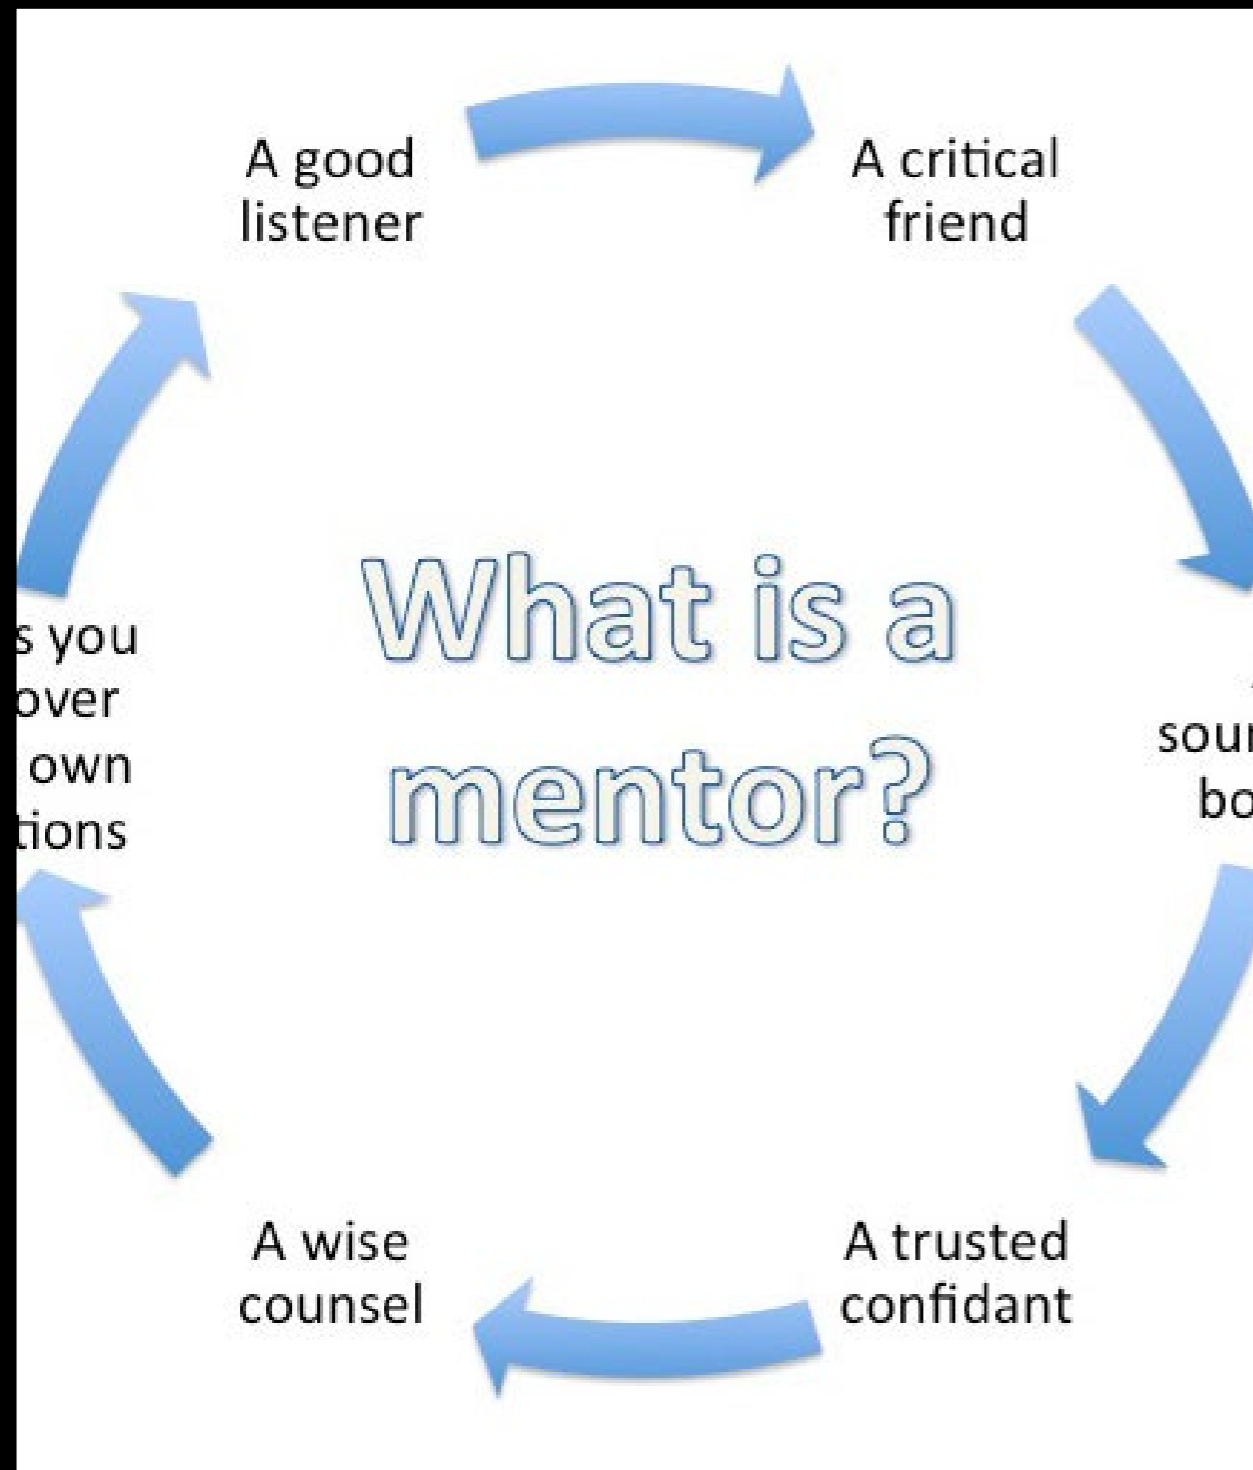 A good
listener
A critical
friend
What is a
mentor?
you
own
A trusted
confidant
A wise
counsel